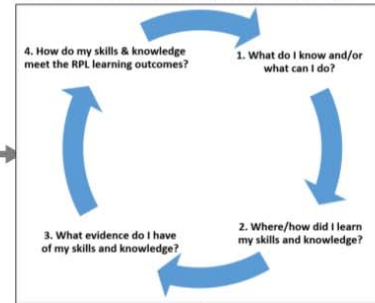 1. What do I know and/or
what can I do?
2. Where/how did I learn
my skills and knowledge?
3. What evidence do I have
of my skills and knowledge?
4. How do my skills & knowledge
meet the RPL learning outcomes?